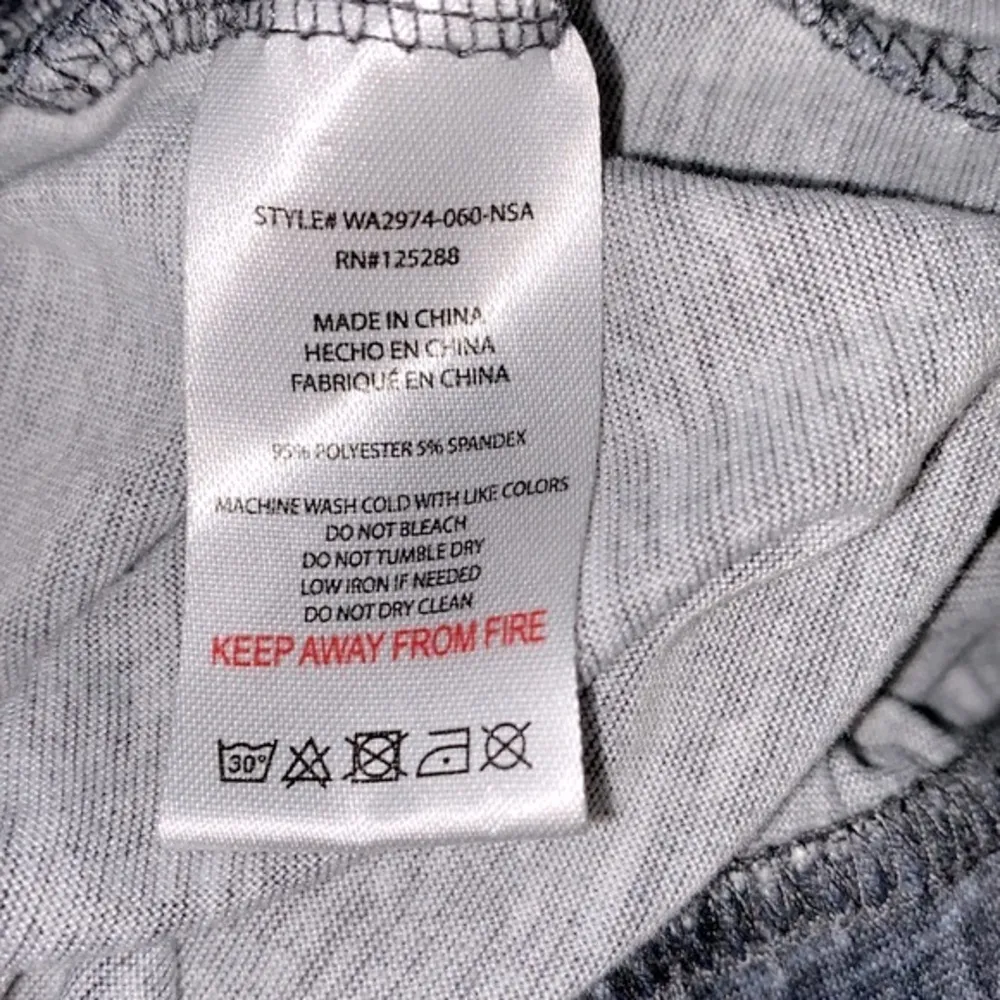 STYLE# WA2974-060-NSA
RN#125288
MADE IN CHINA
HECHO EN CHINA
FABRIQUÉ EN CHINA
95% POLYESTER 5% SPANDEX
MACHINE WASH COLD WITH LIKE COLORS
DO NOT BLEACH
DO NOT TUMBLE DRY
LOW IRON IF NEEDED
DO NOT DRY CLEAN
KEEP AWAY FROM FIRE
30°